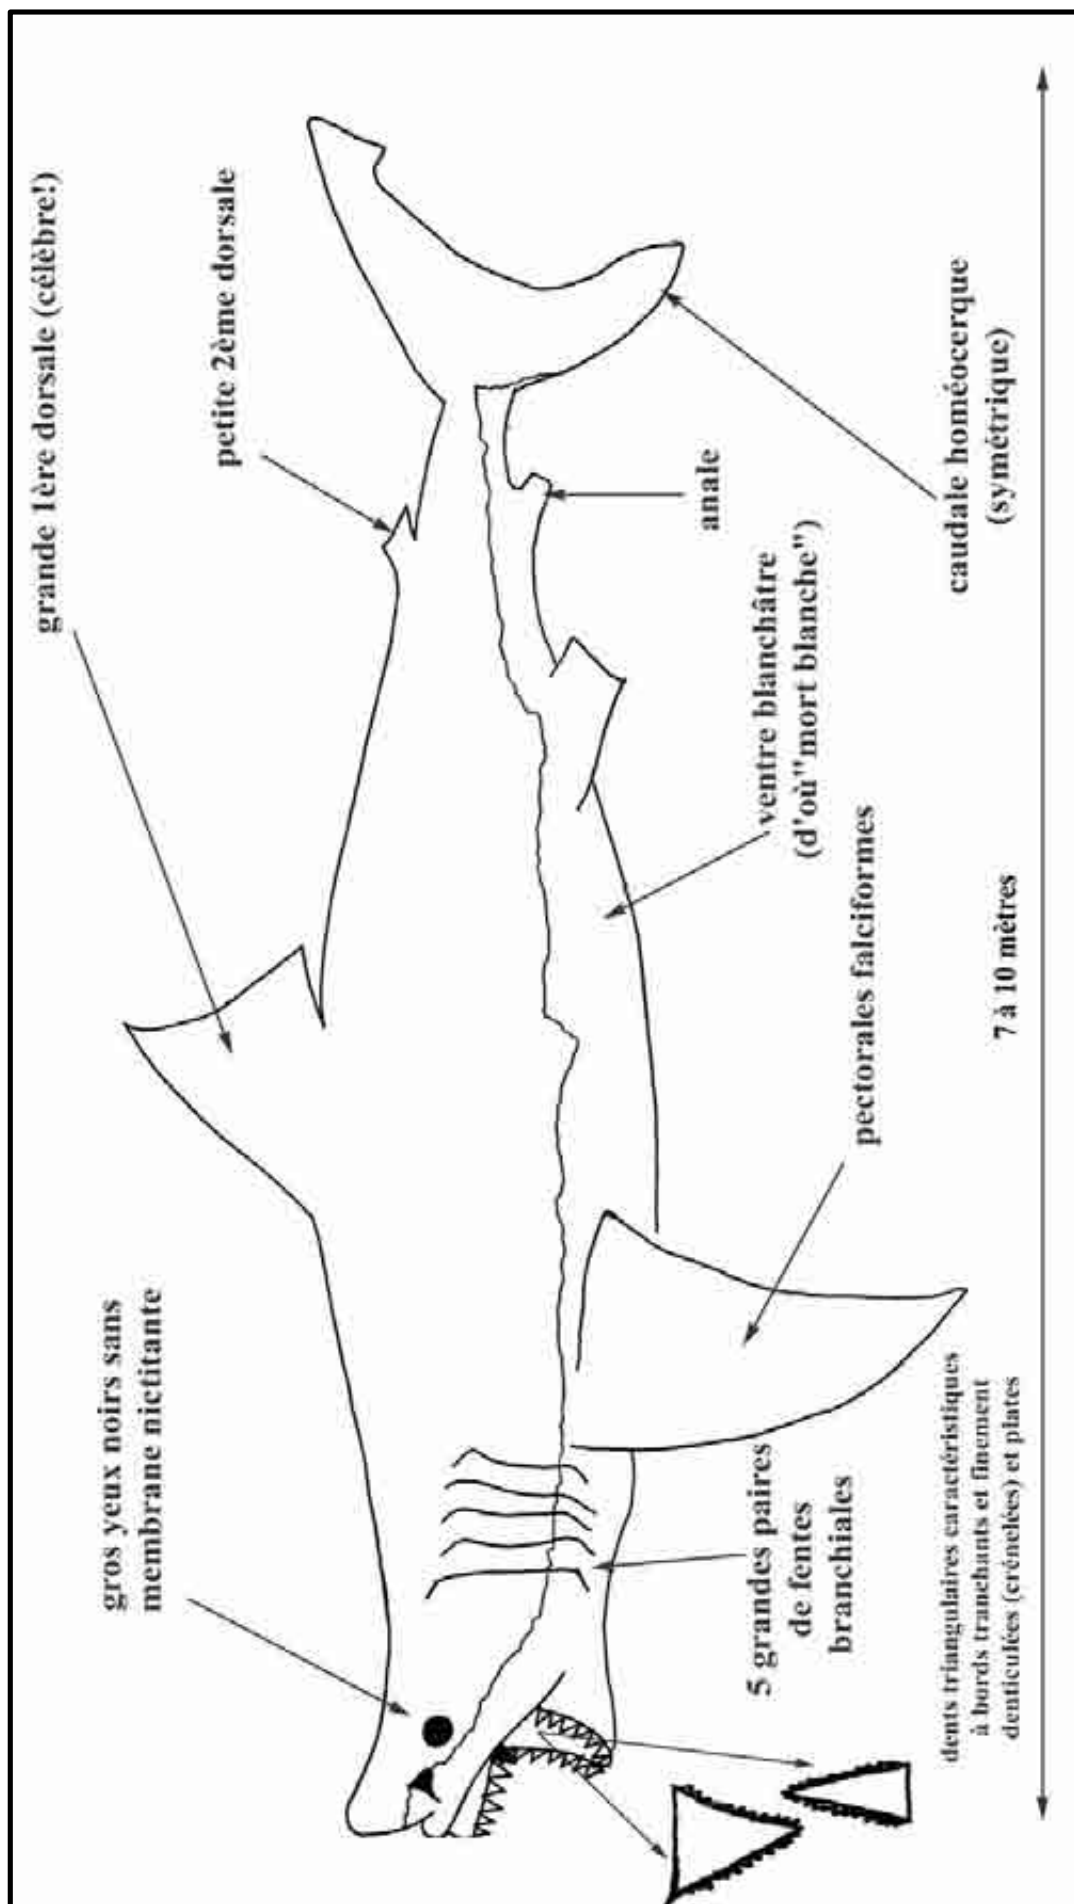 grande 1ère dorsale (célèbre!)
petite 2ème dorsale
gros yeux noirs sans
membrane nictitante
anale
caudale homéocerque
(symétrique)
ventre blanchâtre
(d'où"mort blanche")
pectorales falciformes
5 grandes paires
de fentes
branchiales
dents triangulaires caractéristiques
à bords tranchants et finement
denticulées (crénelées) et plates
7 à 10 mètres